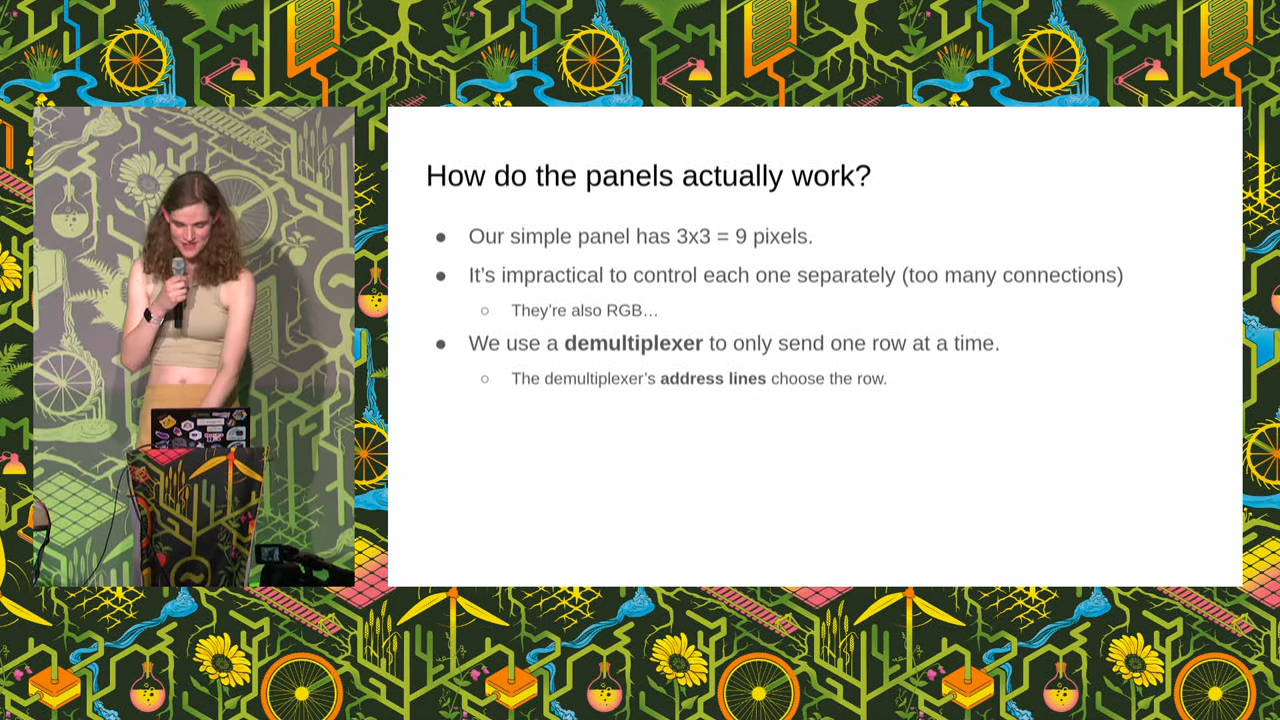 How do the panels actually work?
● Our simple panel has 3x3 = 9 pixels.
● It’s impractical to control each one separately (too many connections)
○ They’re also RGB…
● We use a demultiplexer to only send one row at a time.
○ The demultiplexer’s address lines choose the row.